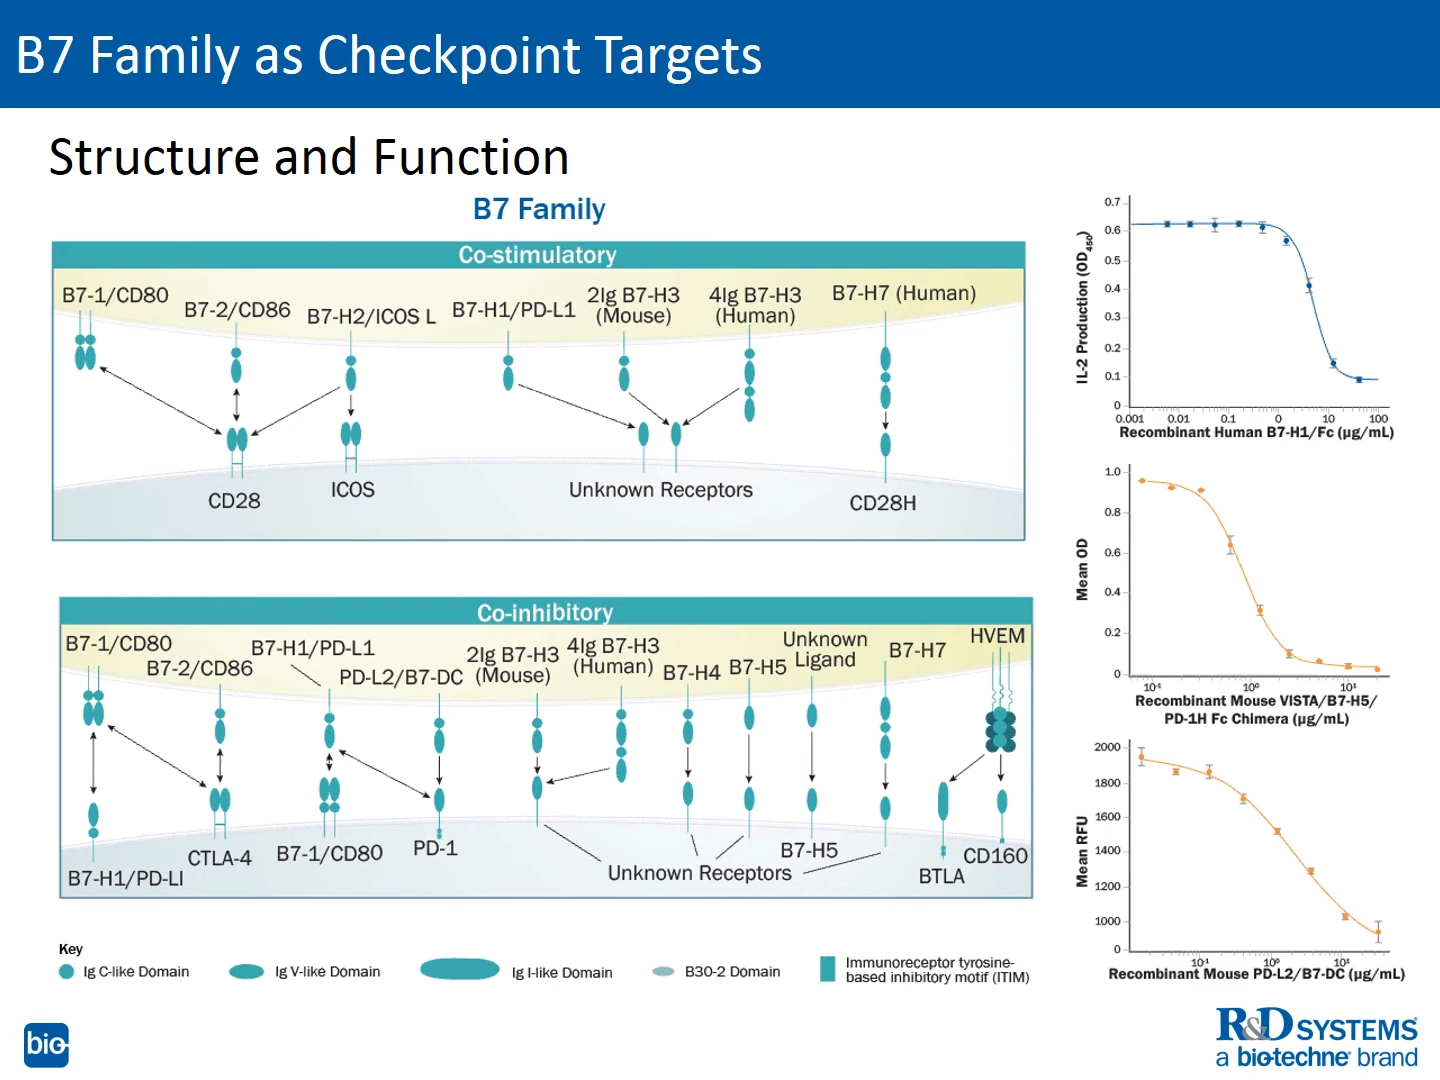 B7 Family as Checkpoint Targets
Structure and Function
B7 Family
Co-stimulatory
B7-1/CD80
B7-2/CD86
B7-H2/ICOS L
B7-H1/PD-L1
2Ig B7-H3
(Mouse)
4Ig B7-H3
(Human)
B7-H7 (Human)
CD28
ICOS
Unknown Receptors
CD28H
Co-inhibitory
B7-1/CD80
B7-2/CD86
B7-H1/PD-L1
PD-L2/B7-DC
2Ig B7-H3
(Mouse)
4Ig B7-H3
(Human)
B7-H4
B7-H5
Unknown
Ligand
B7-H7
HVEM
B7-H1/PD-LI
CTLA-4
B7-1/CD80
PD-1
Unknown Receptors
B7-H5
BTLA
CD160
Key
Ig C-like Domain
Ig V-like Domain
Ig I-like Domain
B30-2 Domain
Immunoreceptor tyrosine-
based inhibitory motif (ITIM)
IL-2 Production (OD450)
0.7
0.6
0.5
0.4
0.3
0.2
0.1
0
0.001 0.01 0.1 0 10 100
Recombinant Human B7-H1/Fc (µg/mL)
Mean OD
1.0
0.8
0.6
0.4
0.2
0
10-1 100 101
Recombinant Mouse VISTA/B7-H5/
PD-1H Fc Chimera (µg/mL)
Mean RFU
2000
1800
1600
1400
1200
1000
0
10-1 100 101
Recombinant Mouse PD-L2/B7-DC (µg/mL)
bio
R&D SYSTEMS
a bio-techne brand